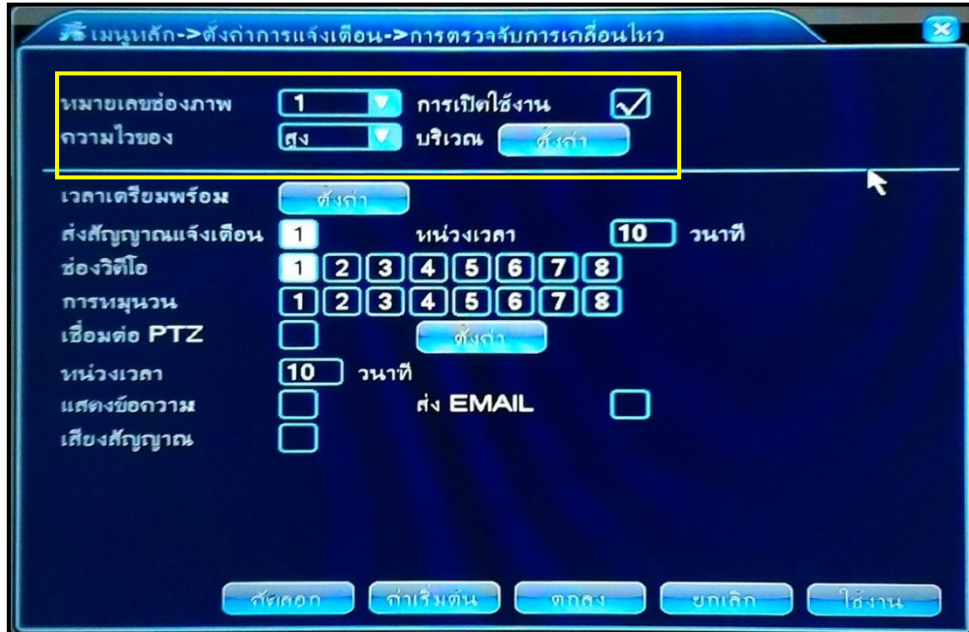 เมนูหลัก->ตั้งค่าการแจ้งเตือน->การตรวจจับการเคลื่อนไหว
หมายเลขช่องภาพ 1 การเปิดใช้งาน
ความไวของ สูง บริเวณ ตั้งค่า
เวลาเตรียมพร้อม ตั้งค่า
ส่งสัญญาณแจ้งเตือน 1 หน่วงเวลา 10 วนาที
ช่องวิดีโอ 1 2 3 4 5 6 7 8
การหมุนวน 1 2 3 4 5 6 7 8
เชื่อมต่อ PTZ ตั้งค่า
หน่วงเวลา 10 วนาที
แสดงข้อความ ส่ง EMAIL
เสียงสัญญาณ
คัดลอก ค่าเริ่มต้น ตกลง ยกเลิก ใช้งาน